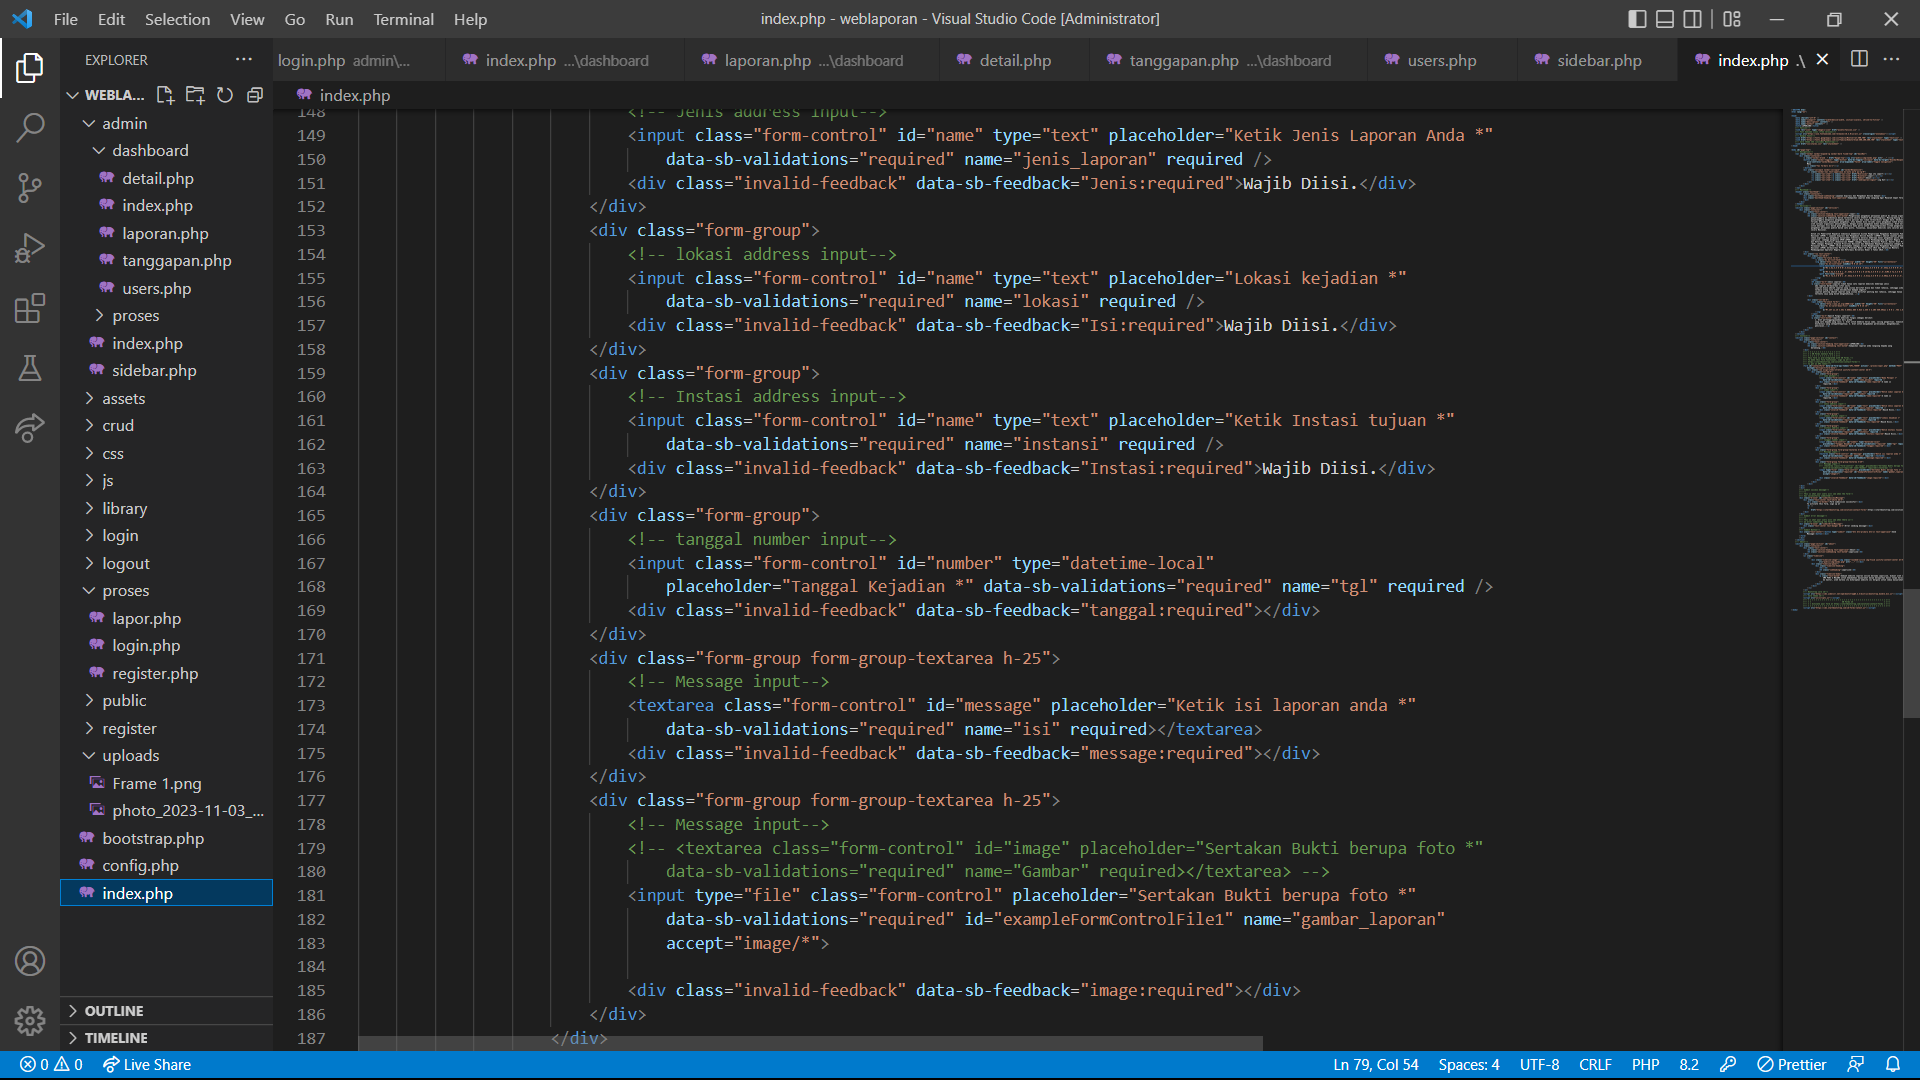 File Edit Selection View Go Run Terminal Help
index.php - weblaporan - Visual Studio Code [Administrator]
EXPLORER
login.php admin\...
index.php ...\dashboard
laporan.php ...\dashboard
detail.php
tanggapan.php ...\dashboard
users.php
sidebar.php
index.php .\
WEBLA...
admin
dashboard
detail.php
index.php
laporan.php
tanggapan.php
users.php
proses
index.php
sidebar.php
assets
crud
css
js
library
login
logout
proses
lapor.php
login.php
register.php
public
register
uploads
Frame 1.png
photo_2023-11-03_...
bootstrap.php
config.php
index.php
OUTLINE
TIMELINE
index.php
148 <!-- Jenis address input-->
149 <input class="form-control" id="name" type="text" placeholder="Ketik Jenis Laporan Anda *"
150 data-sb-validations="required" name="jenis_laporan" required />
151 <div class="invalid-feedback" data-sb-feedback="Jenis:required">Wajib Diisi.</div>
152 </div>
153 <div class="form-group">
154 <!-- lokasi address input-->
155 <input class="form-control" id="name" type="text" placeholder="Lokasi kejadian *"
156 data-sb-validations="required" name="lokasi" required />
157 <div class="invalid-feedback" data-sb-feedback="Isi:required">Wajib Diisi.</div>
158 </div>
159 <div class="form-group">
160 <!-- Instasi address input-->
161 <input class="form-control" id="name" type="text" placeholder="Ketik Instasi tujuan *"
162 data-sb-validations="required" name="instansi" required />
163 <div class="invalid-feedback" data-sb-feedback="Instasi:required">Wajib Diisi.</div>
164 </div>
165 <div class="form-group">
166 <!-- tanggal number input-->
167 <input class="form-control" id="number" type="datetime-local"
168 placeholder="Tanggal Kejadian *" data-sb-validations="required" name="tgl" required />
169 <div class="invalid-feedback" data-sb-feedback="tanggal:required"></div>
170 </div>
171 <div class="form-group form-group-textarea h-25">
172 <!-- Message input-->
173 <textarea class="form-control" id="message" placeholder="Ketik isi laporan anda *"
174 data-sb-validations="required" name="isi" required></textarea>
175 <div class="invalid-feedback" data-sb-feedback="message:required"></div>
176 </div>
177 <div class="form-group form-group-textarea h-25">
178 <!-- Message input-->
179 <!-- <textarea class="form-control" id="image" placeholder="Sertakan Bukti berupa foto *"
180 data-sb-validations="required" name="Gambar" required></textarea> -->
181 <input type="file" class="form-control" placeholder="Sertakan Bukti berupa foto *"
182 data-sb-validations="required" id="exampleFormControlFile1" name="gambar_laporan"
183 accept="image/*">
184
185 <div class="invalid-feedback" data-sb-feedback="image:required"></div>
186 </div>
187 </div>
0 0 Live Share
Ln 79, Col 54 Spaces: 4 UTF-8 CRLF PHP 8.2 Prettier